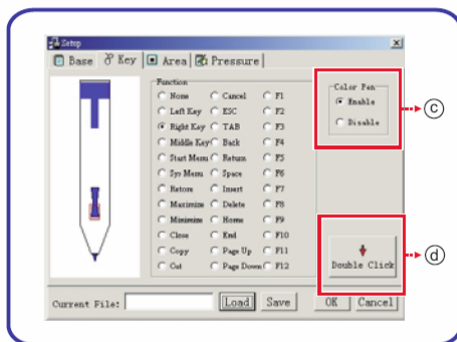 Setup
Base Key Area Pressure
Function
None Cancel F1
Left Key ESC F2
Right Key TAB F3
Middle Key Back F4
Start Menu Return F5
Sys Menu Space F6
Retore Insert F7
Maximize Delete F8
Minimize Home F9
Close End F10
Copy Page Up F11
Cut Page Down F12
Color Pen
Enable
Disable
c
Double Click
d
Current File: Load Save OK Cancel